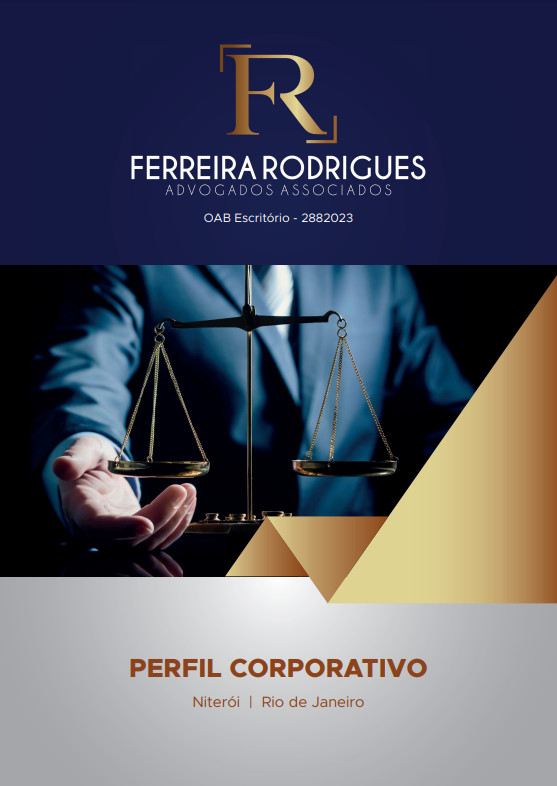 FR
FERREIRA RODRIGUES
ADVOGADOS ASSOCIADOS
OAB Escritório - 2882023
PERFIL CORPORATIVO
Niterói | Rio de Janeiro